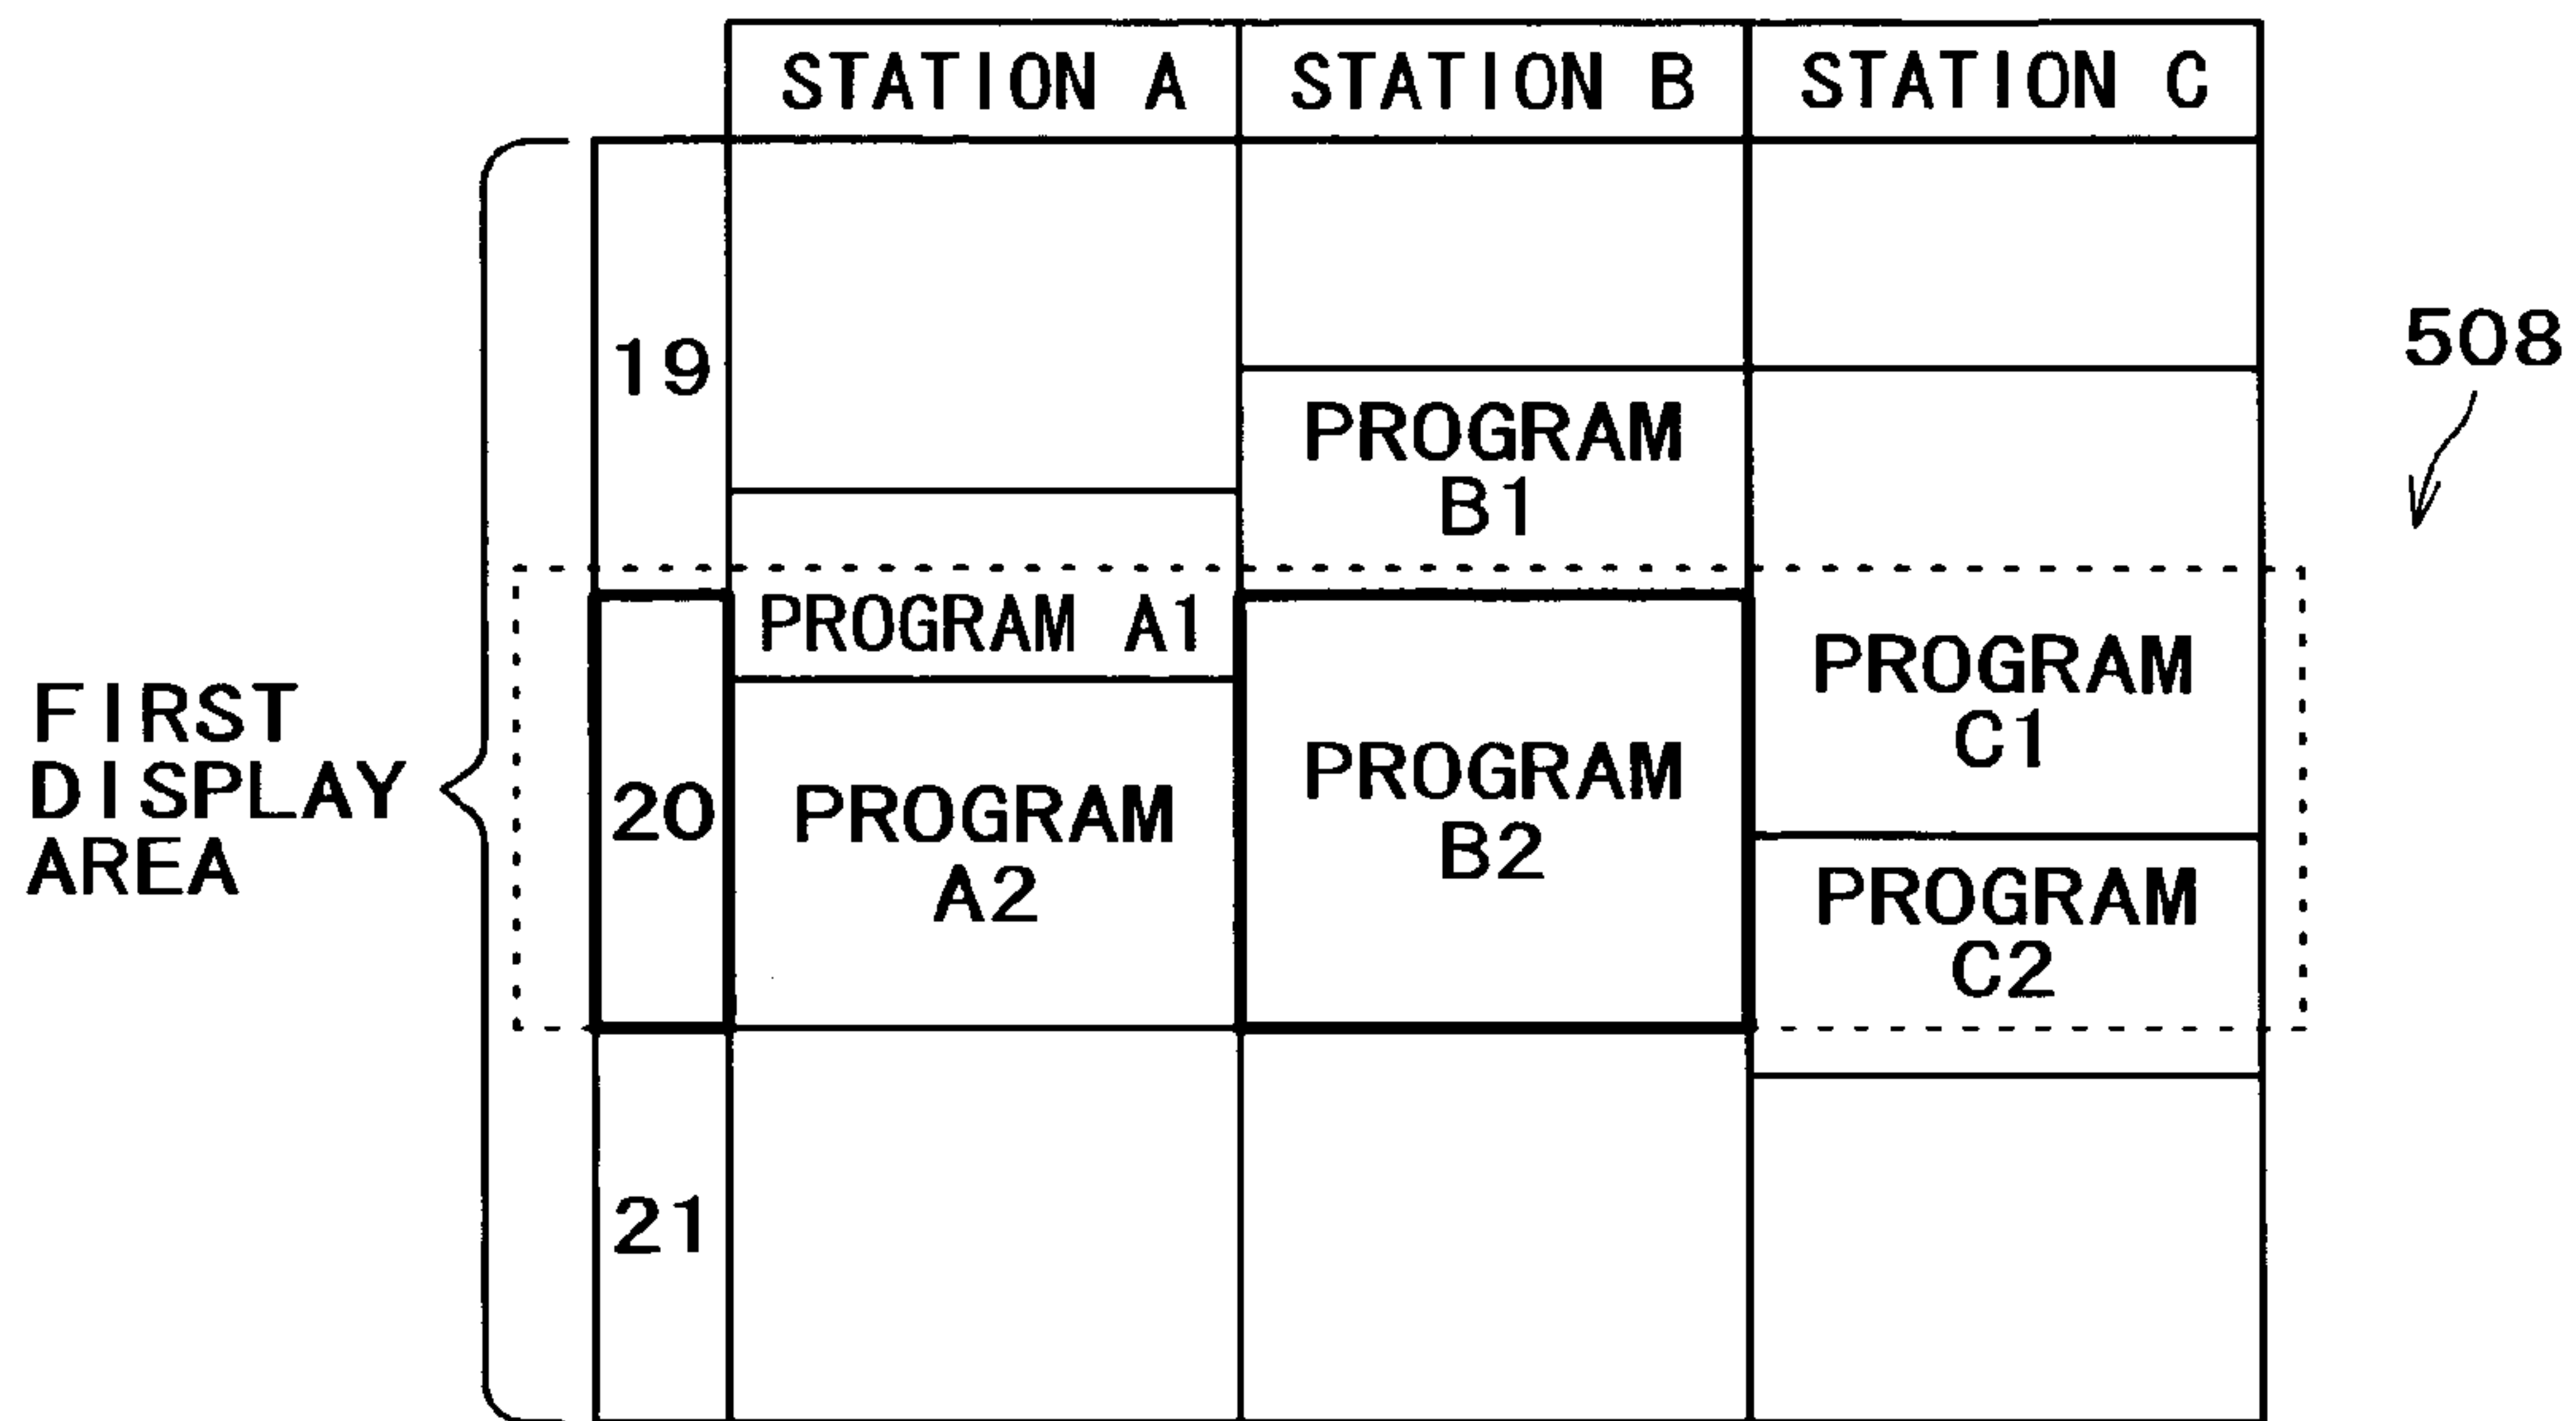 STATION A STATION B STATION C
19
508
PROGRAM
B1
PROGRAM A1
PROGRAM
C1
FIRST
DISPLAY
AREA
20
PROGRAM
A2
PROGRAM
B2
PROGRAM
C2
21